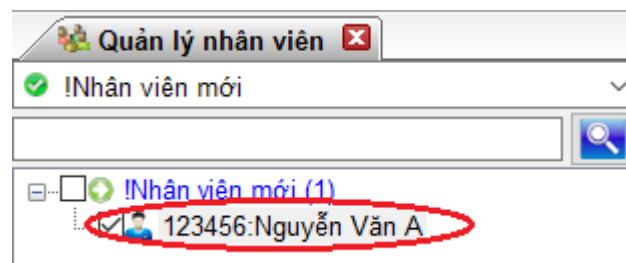 Quản lý nhân viên
!Nhân viên mới
!Nhân viên mới (1)
123456:Nguyễn Văn A